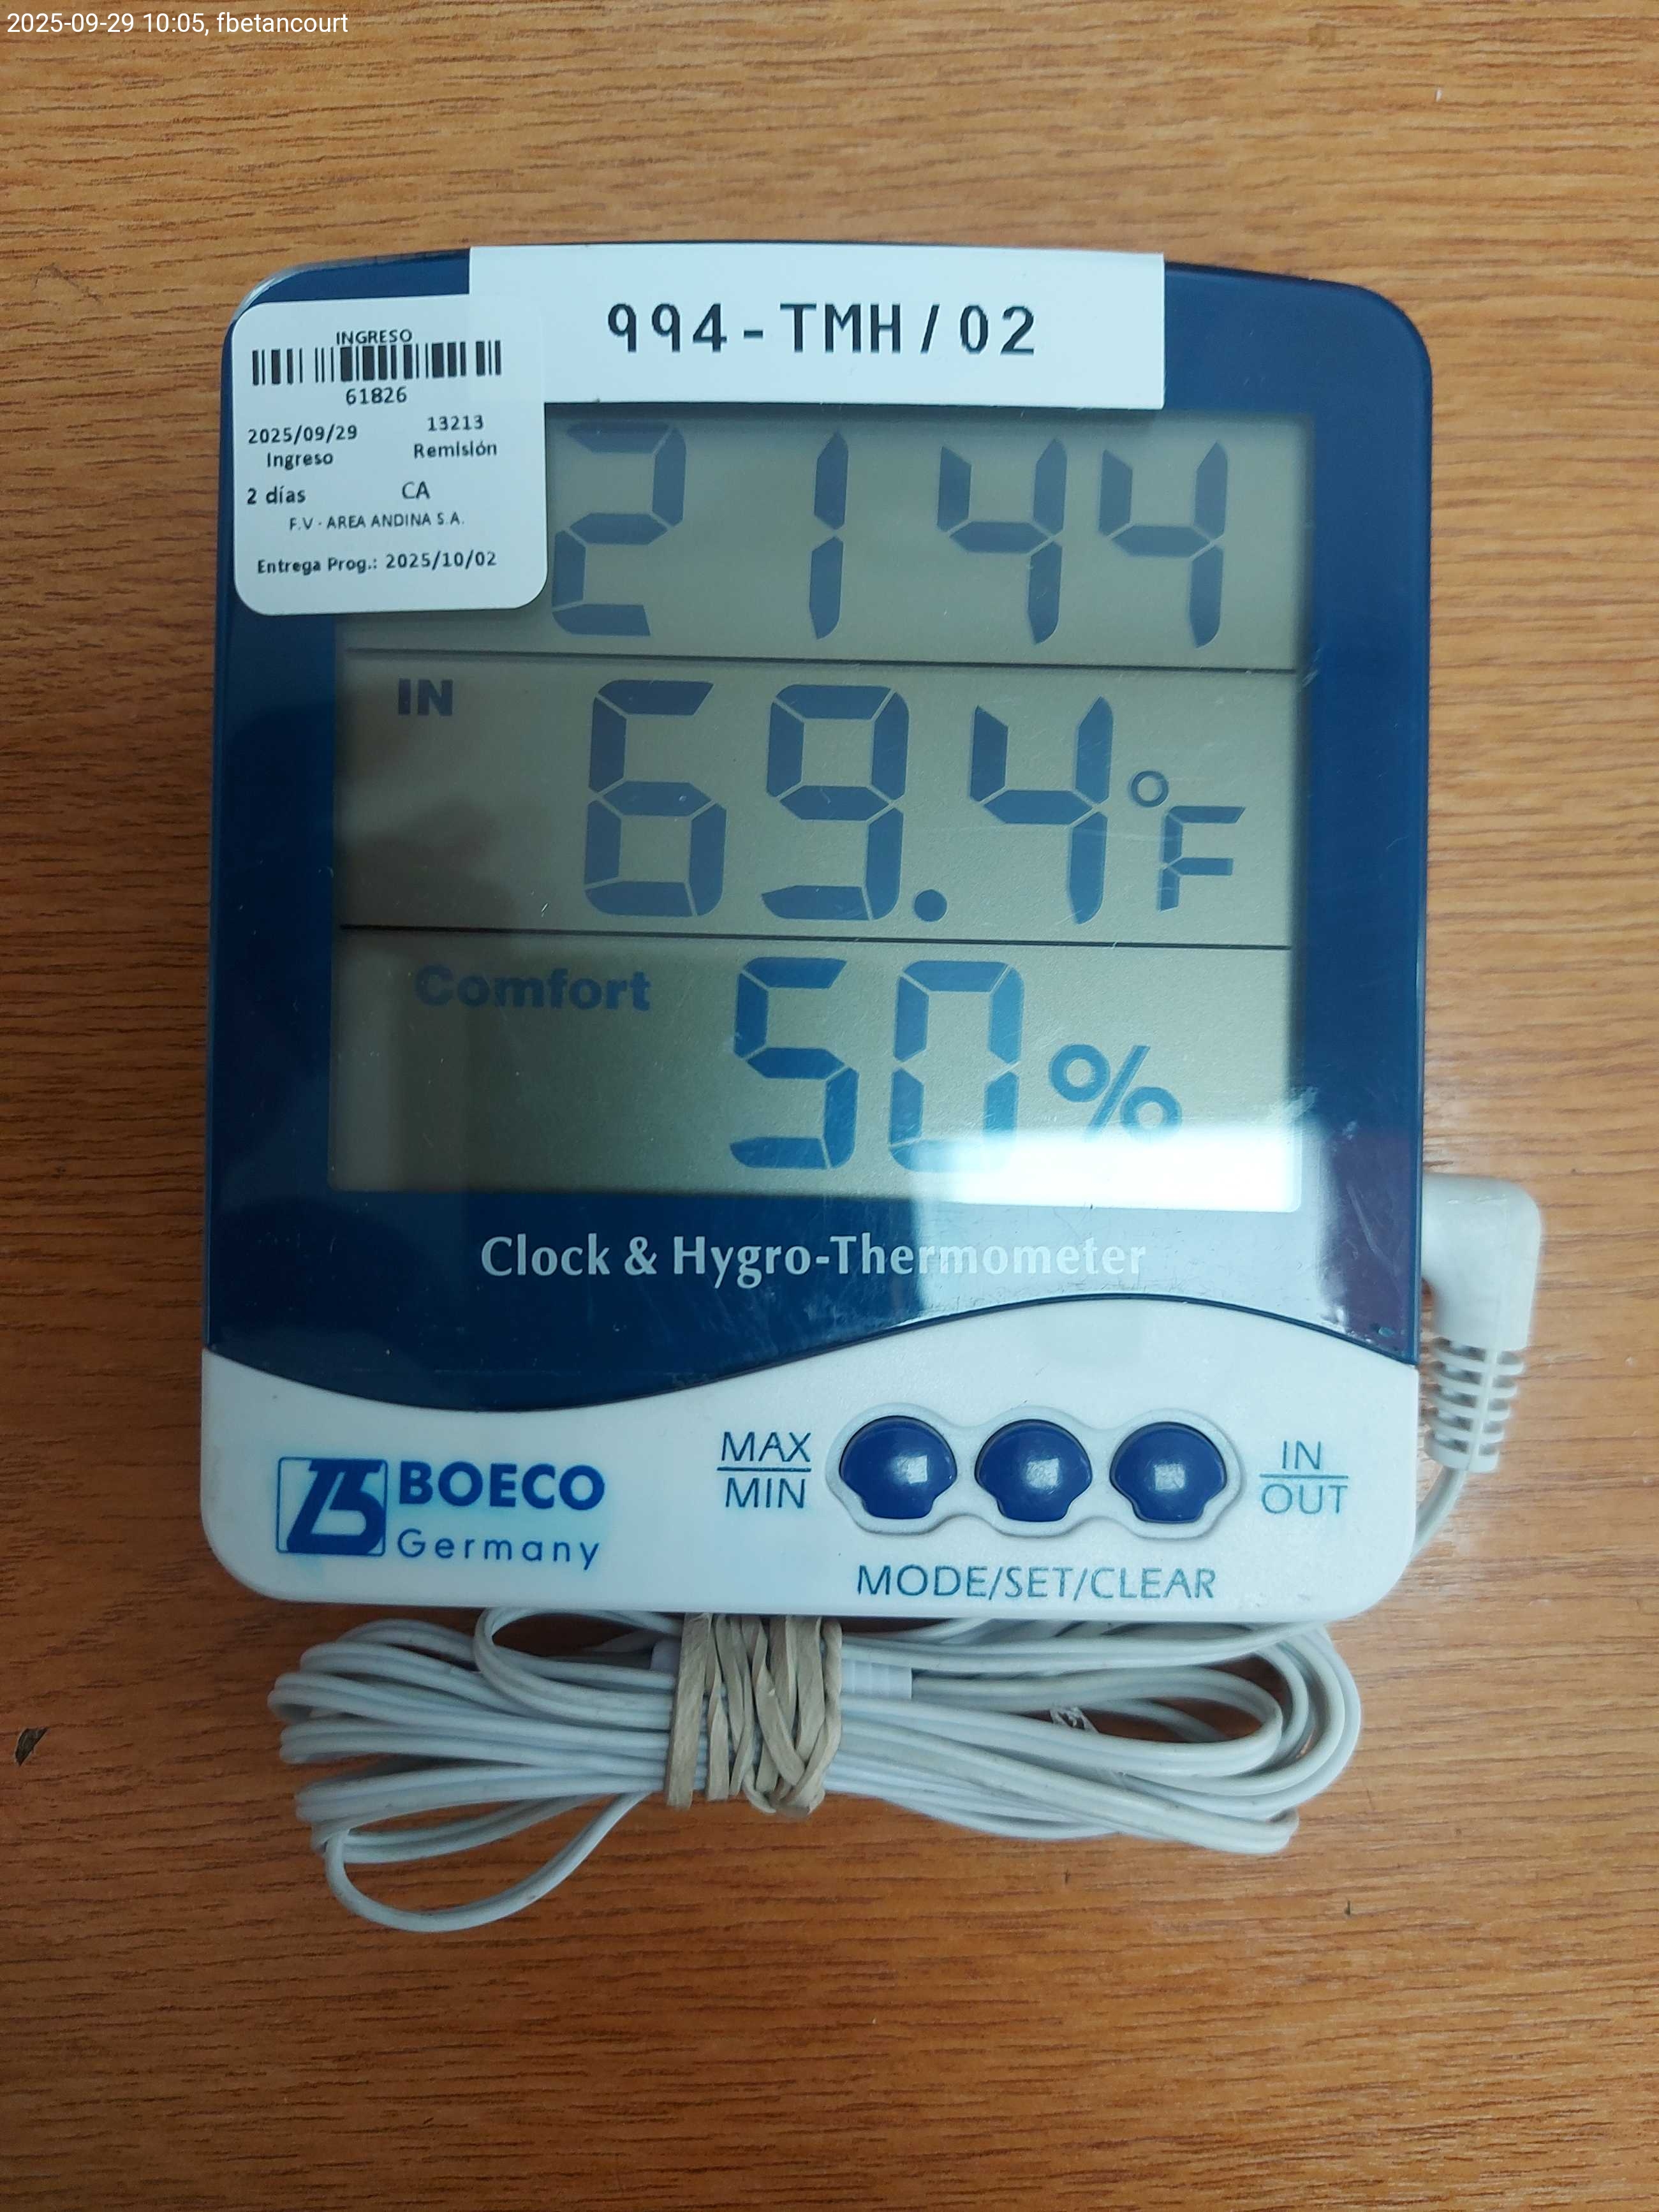 2025-09-29 10:05, fbetancourt
994-TMH/02
INGRESO
61826
2025/09/29 13213
Ingreso Remisión
2 días CA
F.V - AREA ANDINA S.A.
Entrega Prog.: 2025/10/02
21 44
IN
69.4°F
Comfort
50%
Clock & Hygro-Thermometer
MAX
MIN
IN
OUT
BOECO
Germany
MODE/SET/CLEAR